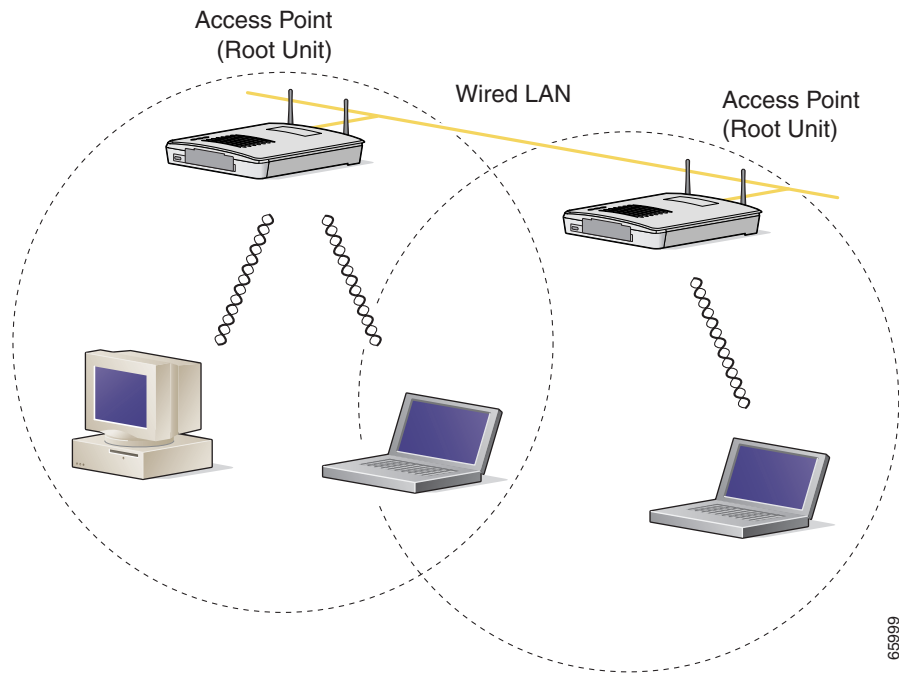 Access Point
(Root Unit)
Wired LAN
Access Point
(Root Unit)
65999